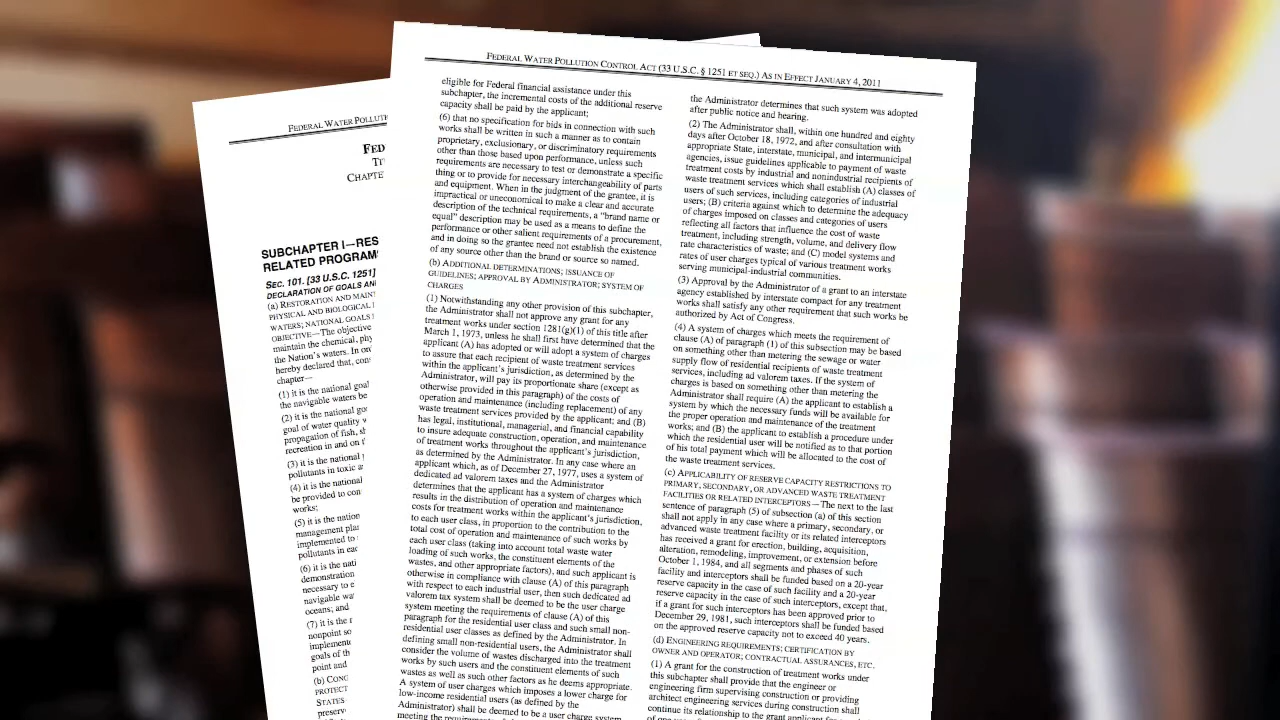 FEDERAL WATER POLLUTI
FED
TI
CHAPTE
SUBCHAPTER I—RES
RELATED PROGRAM
SEC. 101. [33 U.S.C. 1251]
DECLARATION OF GOALS AN
(a) RESTORATION AND MAIN
PHYSICAL AND BIOLOGICAL I
WATERS; NATIONAL GOALS
OBJECTIVE—The objective
maintain the chemical, phy
the Nation's waters. In or
hereby declared that, con
chapter—
(1) it is the national goal
the navigable waters be
(2) it is the national go
goal of water quality w
propagation of fish, s
recreation in and on t
(3) it is the national
pollutants in toxic a
(4) it is the national
be provided to con
works;
(5) it is the nation
management pla
implemented to
pollutants in eac
(6) it is the nati
demonstration
necessary to e
navigable wa
oceans; and
(7) it is the n
nonpoint so
implement
goals of th
point and
(b) CONG
PROTECT
STATES
preserv
FEDERAL WATER POLLUTION CONTROL ACT (33 U.S.C. § 1251 ET SEQ.) AS IN EFFECT JANUARY 4, 2011
eligible for Federal financial assistance under this
subchapter, the incremental costs of the additional reserve
capacity shall be paid by the applicant;
(6) that no specification for bids in connection with such
works shall be written in such a manner as to contain
proprietary, exclusionary, or discriminatory requirements
other than those based upon performance, unless such
requirements are necessary to test or demonstrate a specific
thing or to provide for necessary interchangeability of parts
and equipment. When in the judgment of the grantee, it is
impractical or uneconomical to make a clear and accurate
description of the technical requirements, a "brand name or
equal" description may be used as a means to define the
performance or other salient requirements of a procurement,
and in doing so the grantee need not establish the existence
of any source other than the brand or source so named.
(b) ADDITIONAL DETERMINATIONS; ISSUANCE OF
GUIDELINES; APPROVAL BY ADMINISTRATOR; SYSTEM OF
CHARGES
(1) Notwithstanding any other provision of this subchapter,
the Administrator shall not approve any grant for any
treatment works under section 1281(g)(1) of this title after
March 1, 1973, unless he shall first have determined that the
applicant (A) has adopted or will adopt a system of charges
to assure that each recipient of waste treatment services
within the applicant's jurisdiction, as determined by the
Administrator, will pay its proportionate share (except as
otherwise provided in this paragraph) of the costs of
operation and maintenance (including replacement) of any
waste treatment services provided by the applicant; and (B)
has legal, institutional, managerial, and financial capability
to insure adequate construction, operation, and maintenance
of treatment works throughout the applicant's jurisdiction,
as determined by the Administrator. In any case where an
applicant which, as of December 27, 1977, uses a system of
dedicated ad valorem taxes and the Administrator
determines that the applicant has a system of charges which
results in the distribution of operation and maintenance
costs for treatment works within the applicant's jurisdiction,
to each user class, in proportion to the contribution to the
total cost of operation and maintenance of such works by
each user class (taking into account total waste water
loading of such works, the constituent elements of the
wastes, and other appropriate factors), and such applicant is
otherwise in compliance with clause (A) of this paragraph
with respect to each industrial user, then such dedicated ad
valorem tax system shall be deemed to be the user charge
system meeting the requirements of clause (A) of this
paragraph for the residential user class and such small non-
residential user classes as defined by the Administrator. In
defining small non-residential users, the Administrator shall
consider the volume of wastes discharged into the treatment
works by such users and the constituent elements of such
wastes as well as such other factors as he deems appropriate.
A system of user charges which imposes a lower charge for
low-income residential users (as defined by the
Administrator) shall be deemed to be a user charge system
meeting the
the Administrator determines that such system was adopted
after public notice and hearing.
(2) The Administrator shall, within one hundred and eighty
days after October 18, 1972, and after consultation with
appropriate State, interstate, municipal, and intermunicipal
agencies, issue guidelines applicable to payment of waste
treatment costs by industrial and nonindustrial recipients of
waste treatment services which shall establish (A) classes of
users of such services, including categories of industrial
users; (B) criteria against which to determine the adequacy
of charges imposed on classes and categories of users
reflecting all factors that influence the cost of waste
treatment, including strength, volume, and delivery flow
rate characteristics of waste; and (C) model systems and
rates of user charges typical of various treatment works
serving municipal-industrial communities.
(3) Approval by the Administrator of a grant to an interstate
agency established by interstate compact for any treatment
works shall satisfy any other requirement that such works be
authorized by Act of Congress.
(4) A system of charges which meets the requirement of
clause (A) of paragraph (1) of this subsection may be based
on something other than metering the sewage or water
supply flow of residential recipients of waste treatment
services, including ad valorem taxes. If the system of
charges is based on something other than metering the
Administrator shall require (A) the applicant to establish a
system by which the necessary funds will be available for
the proper operation and maintenance of the treatment
works; and (B) the applicant to establish a procedure under
which the residential user will be notified as to that portion
of his total payment which will be allocated to the cost of
the waste treatment services.
(c) APPLICABILITY OF RESERVE CAPACITY RESTRICTIONS TO
PRIMARY, SECONDARY, OR ADVANCED WASTE TREATMENT
FACILITIES OR RELATED INTERCEPTORS—The next to the last
sentence of paragraph (5) of subsection (a) of this section
shall not apply in any case where a primary, secondary, or
advanced waste treatment facility or its related interceptors
has received a grant for erection, building, acquisition,
alteration, remodeling, improvement, or extension before
October 1, 1984, and all segments and phases of such
facility and interceptors shall be funded based on a 20-year
reserve capacity in the case of such facility and a 20-year
reserve capacity in the case of such interceptors, except that,
if a grant for such interceptors has been approved prior to
December 29, 1981, such interceptors shall be funded based
on the approved reserve capacity not to exceed 40 years.
(d) ENGINEERING REQUIREMENTS; CERTIFICATION BY
OWNER AND OPERATOR; CONTRACTUAL ASSURANCES, ETC.
(1) A grant for the construction of treatment works under
this subchapter shall provide that the engineer or
engineering firm supervising construction or providing
architect engineering services during construction shall
continue its relationship to the grant applicant